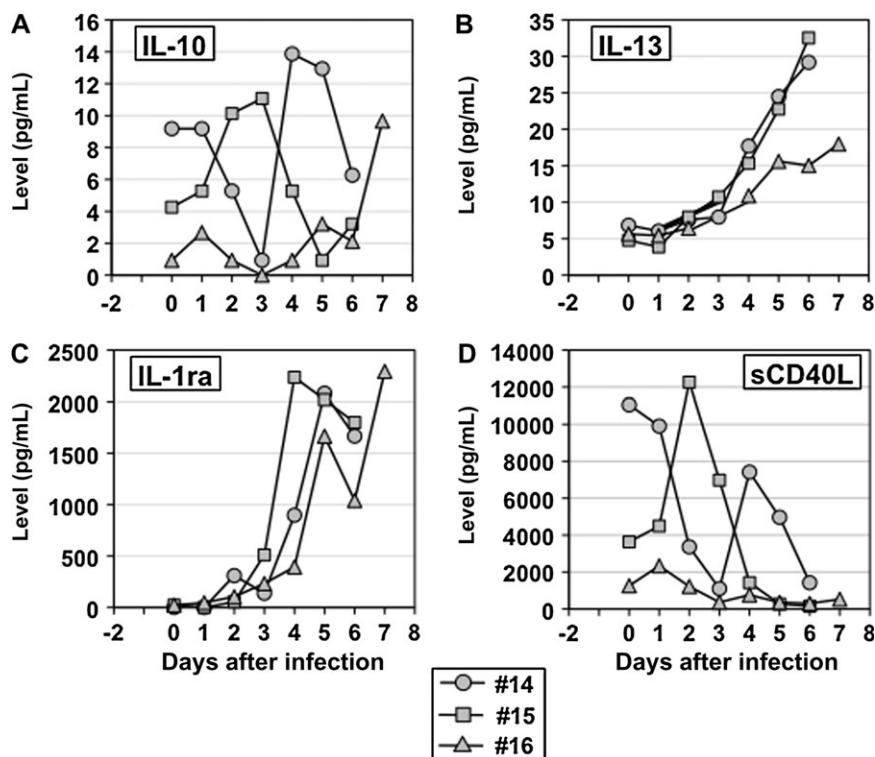 A
IL-10
Level (pg/mL)
16
14
12
10
8
6
4
2
0
-2 0 1 2 3 4 5 6 7 8
B
IL-13
Level (pg/mL)
35
30
25
20
15
10
5
0
-2 0 1 2 3 4 5 6 7 8
C
IL-1ra
Level (pg/mL)
2500
2000
1500
1000
500
0
-2 0 1 2 3 4 5 6 7 8
Days after infection
D
sCD40L
Level (pg/mL)
14000
12000
10000
8000
6000
4000
2000
0
-2 0 1 2 3 4 5 6 7 8
Days after infection
#14
#15
#16